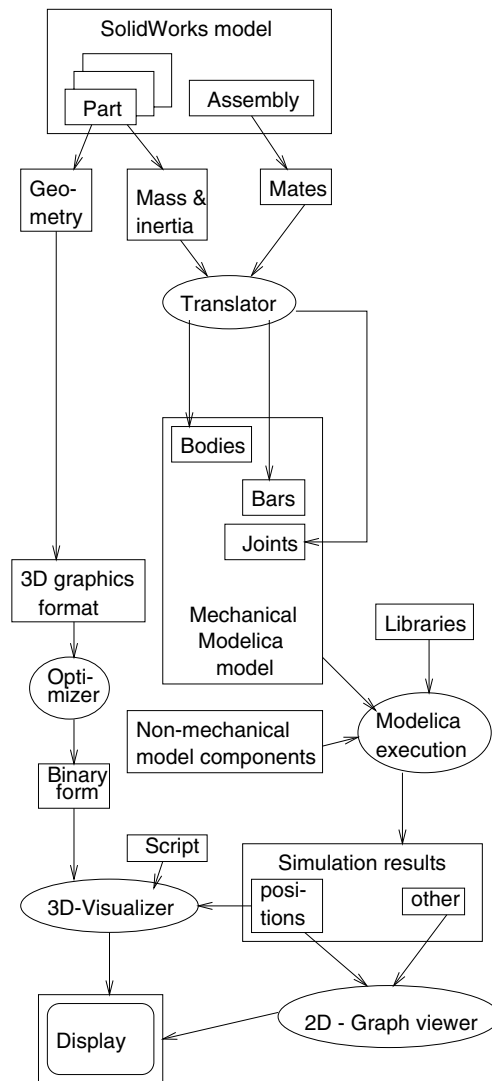 SolidWorks model
Part
Assembly
Geo-
metry
Mass &
inertia
Mates
Translator
Bodies
Bars
Joints
Mechanical
Modelica
model
3D graphics
format
Libraries
Opti-
mizer
Non-mechanical
model components
Modelica
execution
Binary
form
Script
Simulation results
posi-
tions
other
3D-Visualizer
2D - Graph viewer
Display